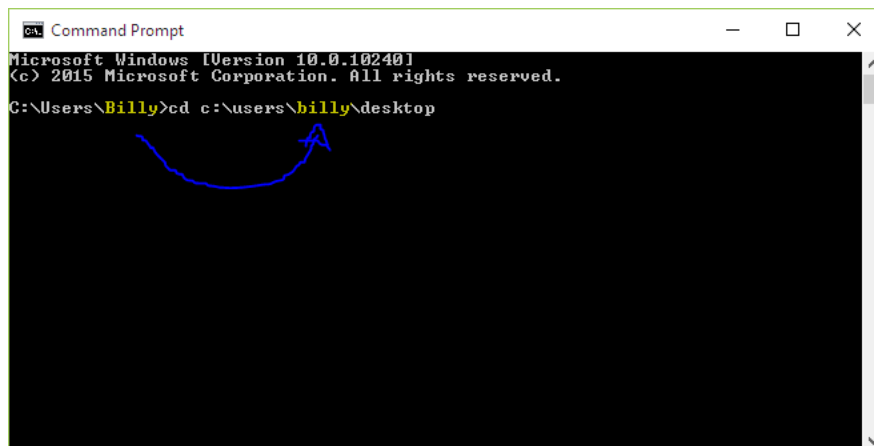 Command Prompt
Microsoft Windows [Version 10.0.10240]
(c) 2015 Microsoft Corporation. All rights reserved.
C:\Users\Billy>cd c:\users\billy\desktop